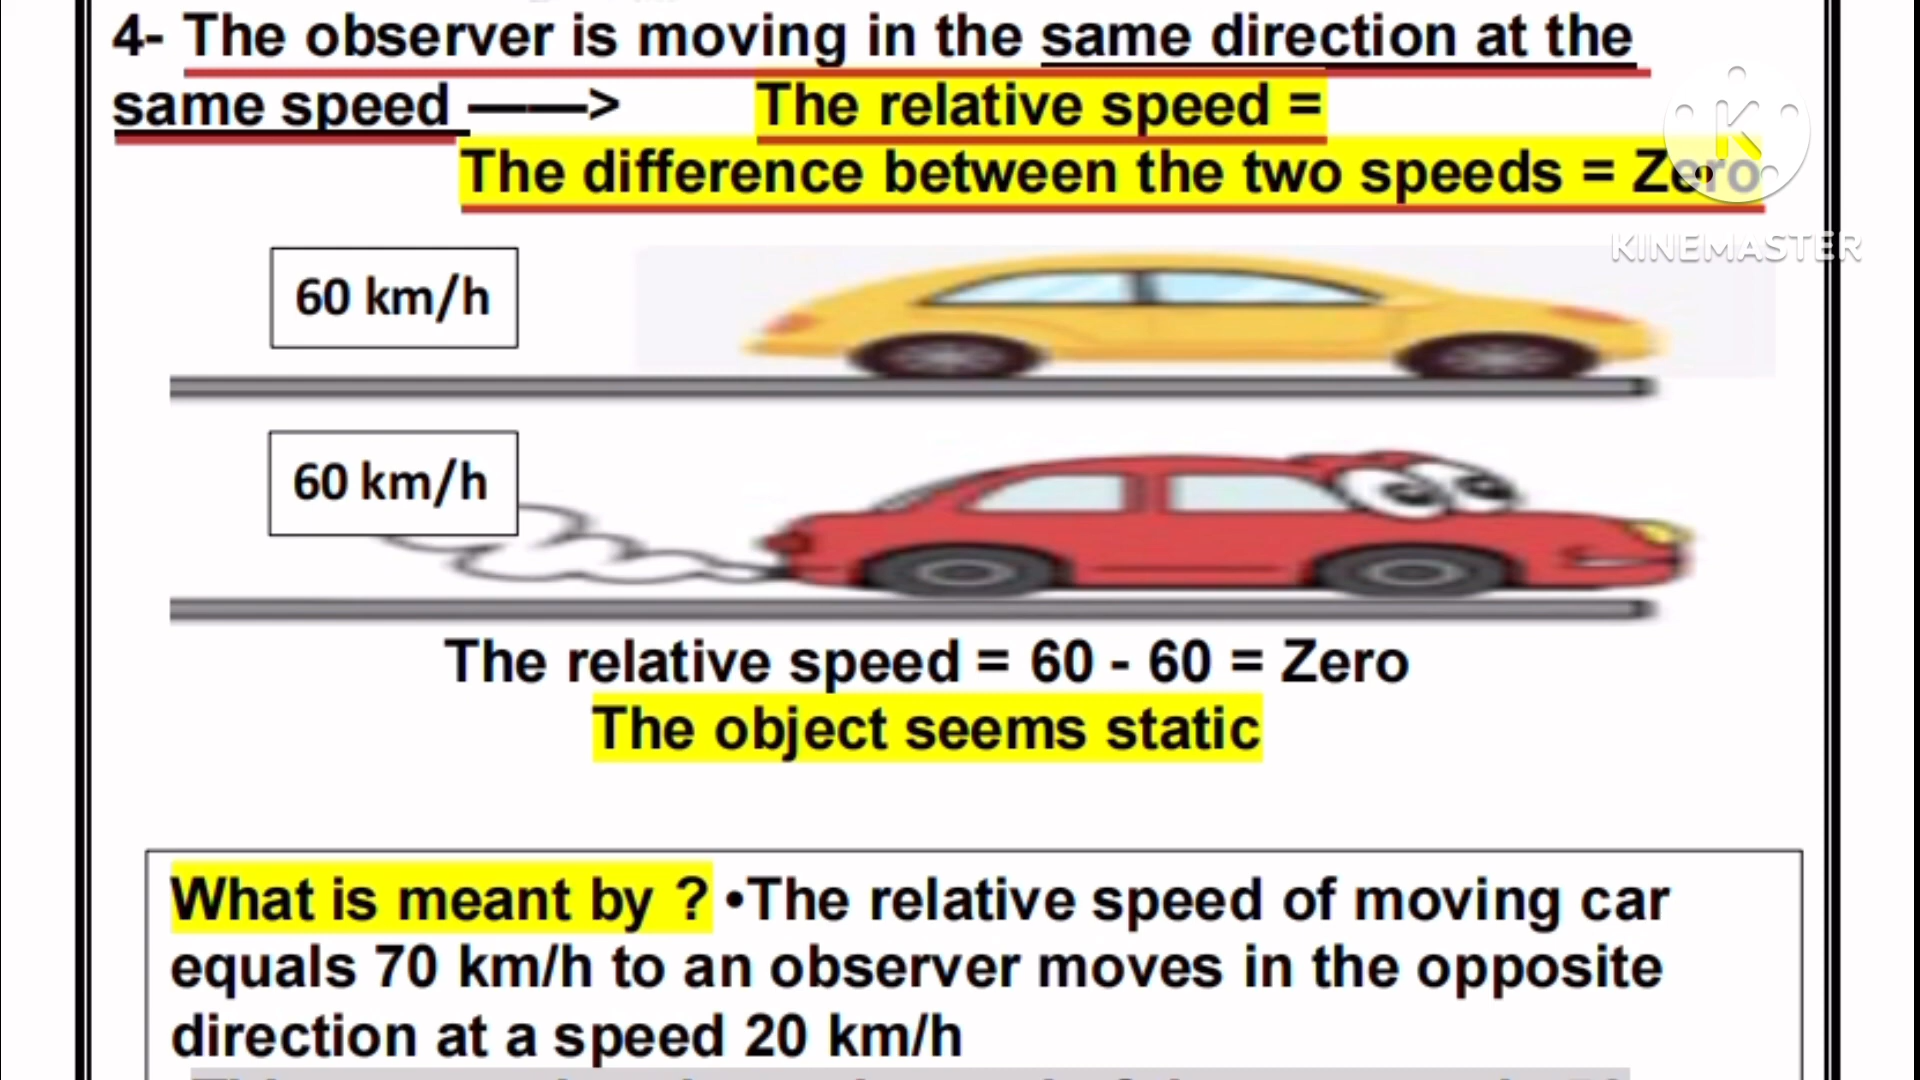 4- The observer is moving in the same direction at the
same speed ——> The relative speed =
The difference between the two speeds = Zero
KINEMASTER
60 km/h
60 km/h
The relative speed = 60 - 60 = Zero
The object seems static
What is meant by ? •The relative speed of moving car
equals 70 km/h to an observer moves in the opposite
direction at a speed 20 km/h